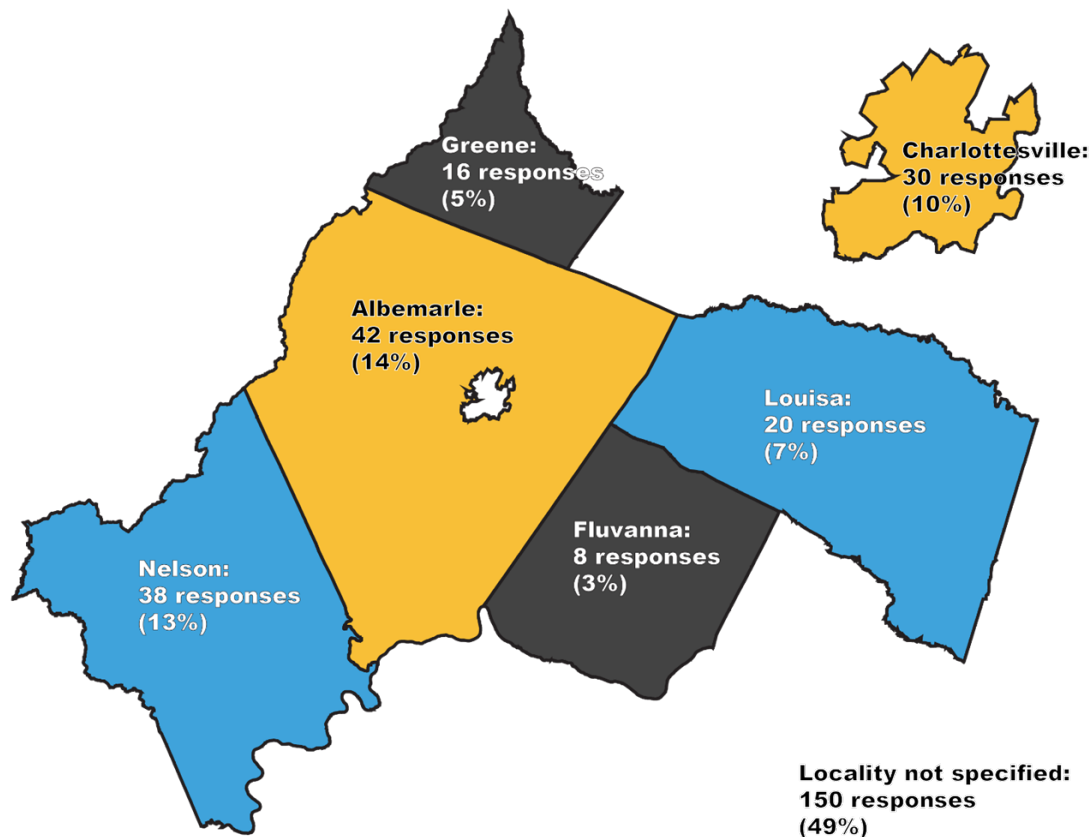 Greene:
16 responses
(5%)
Charlottesville:
30 responses
(10%)
Albemarle:
42 responses
(14%)
Louisa:
20 responses
(7%)
Fluvanna:
8 responses
(3%)
Nelson:
38 responses
(13%)
Locality not specified:
150 responses
(49%)